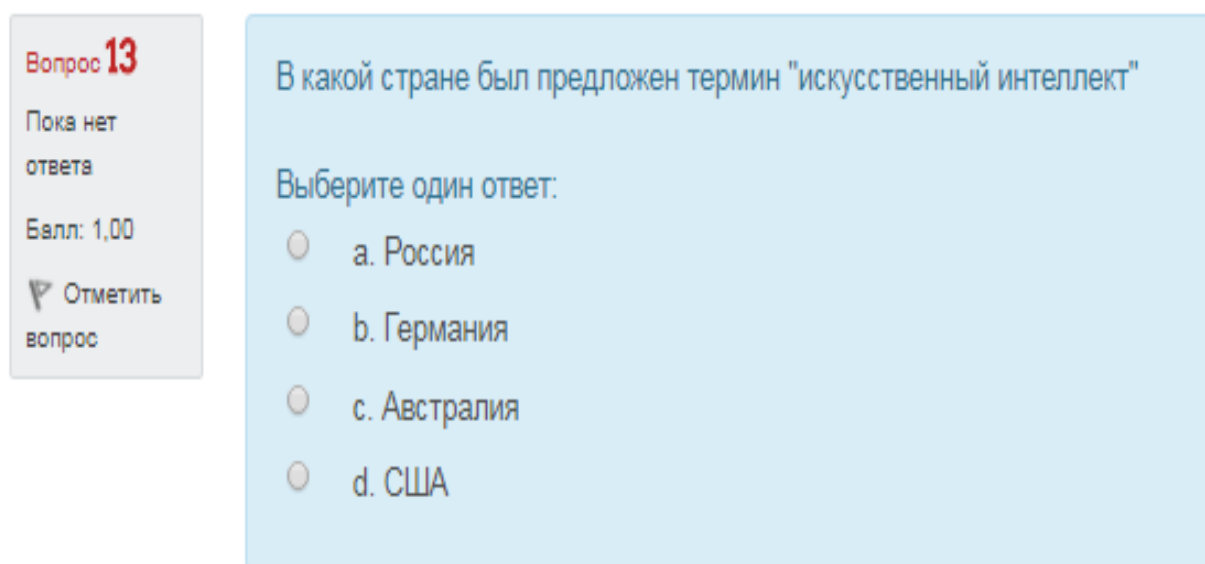 Вопрос 13
Пока нет
ответа
Балл: 1,00
Отметить
вопрос
В какой стране был предложен термин "искусственный интеллект"
Выберите один ответ:
a. Россия
b. Германия
c. Австралия
d. США